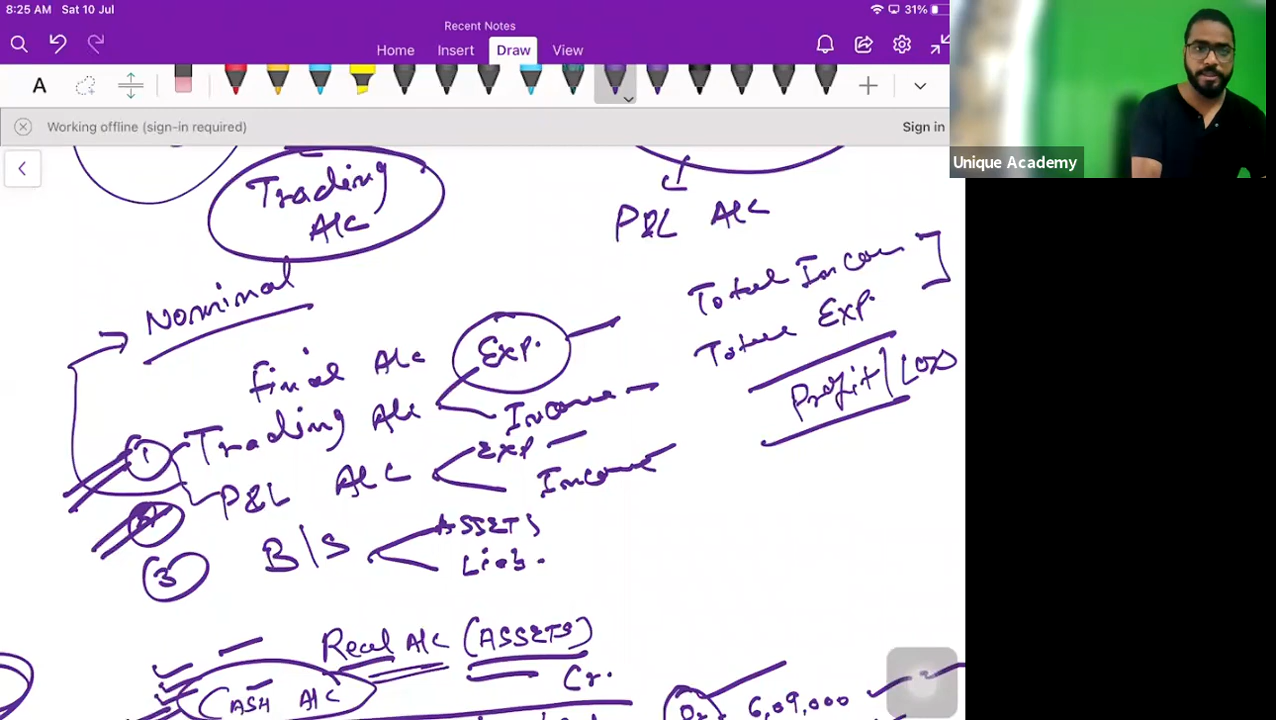 8:25 AM Sat 10 Jul
31%
Recent Notes
Home Insert Draw View
A
Working offline (sign-in required)
Sign in
Unique Academy
Trading
A/C
P&L A/C
Nominal
Total Incom
Total Exp.
Profit/Loss
Final A/C
Exp.
1 Trading A/C
Income
P&L A/C
Exp
Income
3 B/S
ASSETS
Liab.
Real A/C (ASSETS)
Cr.
CASH A/C
Dr. 6,09,000